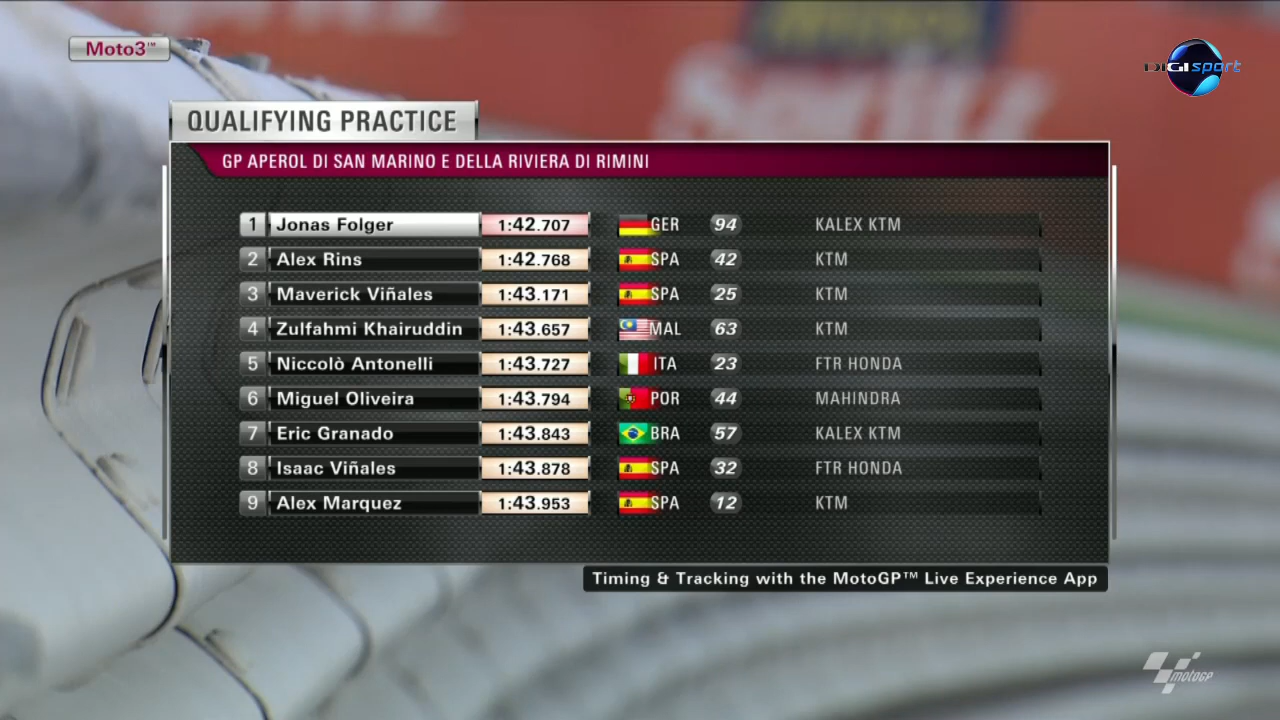 Moto3™
DIGI sport
QUALIFYING PRACTICE
GP APEROL DI SAN MARINO E DELLA RIVIERA DI RIMINI
1 Jonas Folger 1:42.707 GER 94 KALEX KTM
2 Alex Rins 1:42.768 SPA 42 KTM
3 Maverick Viñales 1:43.171 SPA 25 KTM
4 Zulfahmi Khairuddin 1:43.657 MAL 63 KTM
5 Niccolò Antonelli 1:43.727 ITA 23 FTR HONDA
6 Miguel Oliveira 1:43.794 POR 44 MAHINDRA
7 Eric Granado 1:43.843 BRA 57 KALEX KTM
8 Isaac Viñales 1:43.878 SPA 32 FTR HONDA
9 Alex Marquez 1:43.953 SPA 12 KTM
Timing & Tracking with the MotoGP™ Live Experience App
motoGP